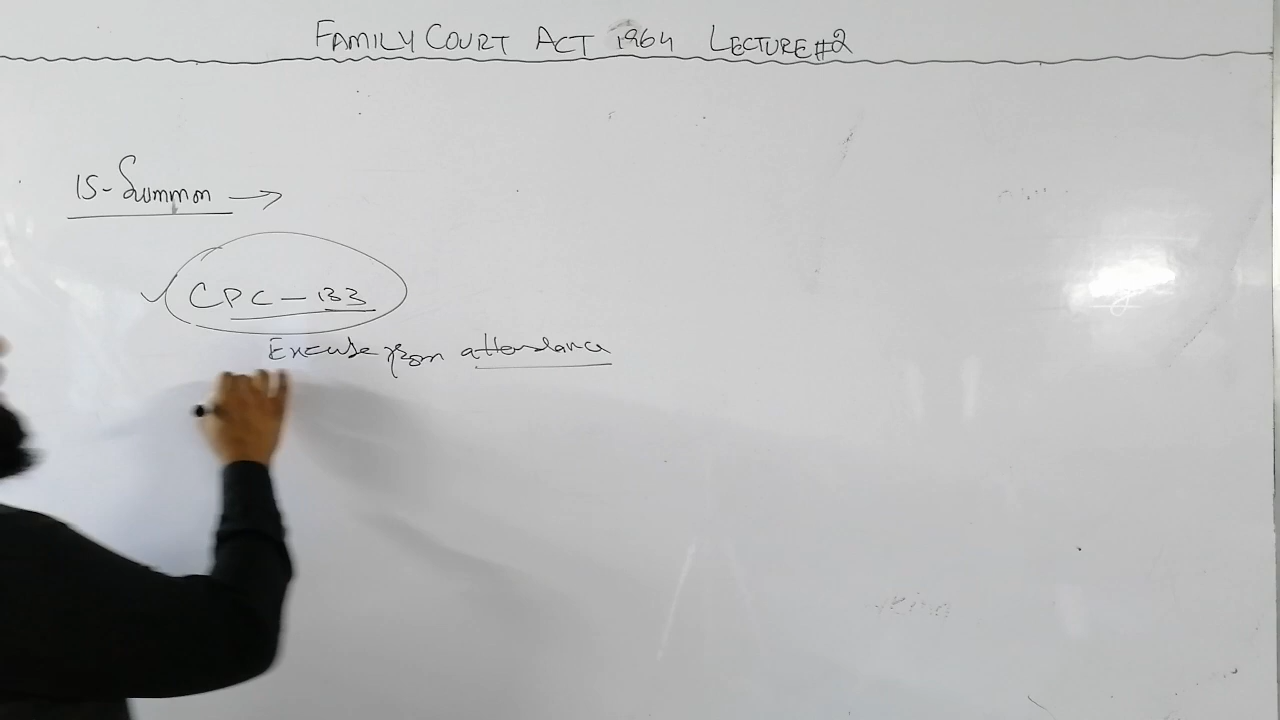 FAMILY COURT ACT 1964 LECTURE #2
15- Summon →
✓ CPC - 133
Excuse from attendance